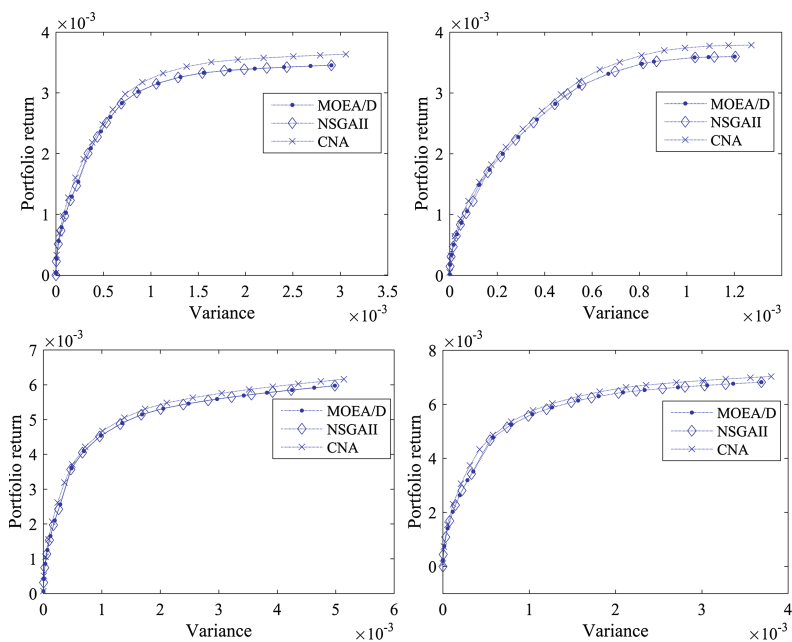 ×10⁻³
4
3
2
1
0
Portfolio return
MOEA/D
NSGAII
CNA
0 0.5 1 1.5 2 2.5 3 3.5
Variance
×10⁻³
×10⁻³
4
3
2
1
0
Portfolio return
MOEA/D
NSGAII
CNA
0 0.2 0.4 0.6 0.8 1.0 1.2
Variance
×10⁻³
×10⁻³
7
6
5
4
3
2
1
0
Portfolio return
MOEA/D
NSGAII
CNA
0 1 2 3 4 5 6
Variance
×10⁻³
×10⁻³
8
6
4
2
0
Portfolio return
MOEA/D
NSGAII
CNA
0 1 2 3 4
Variance
×10⁻³